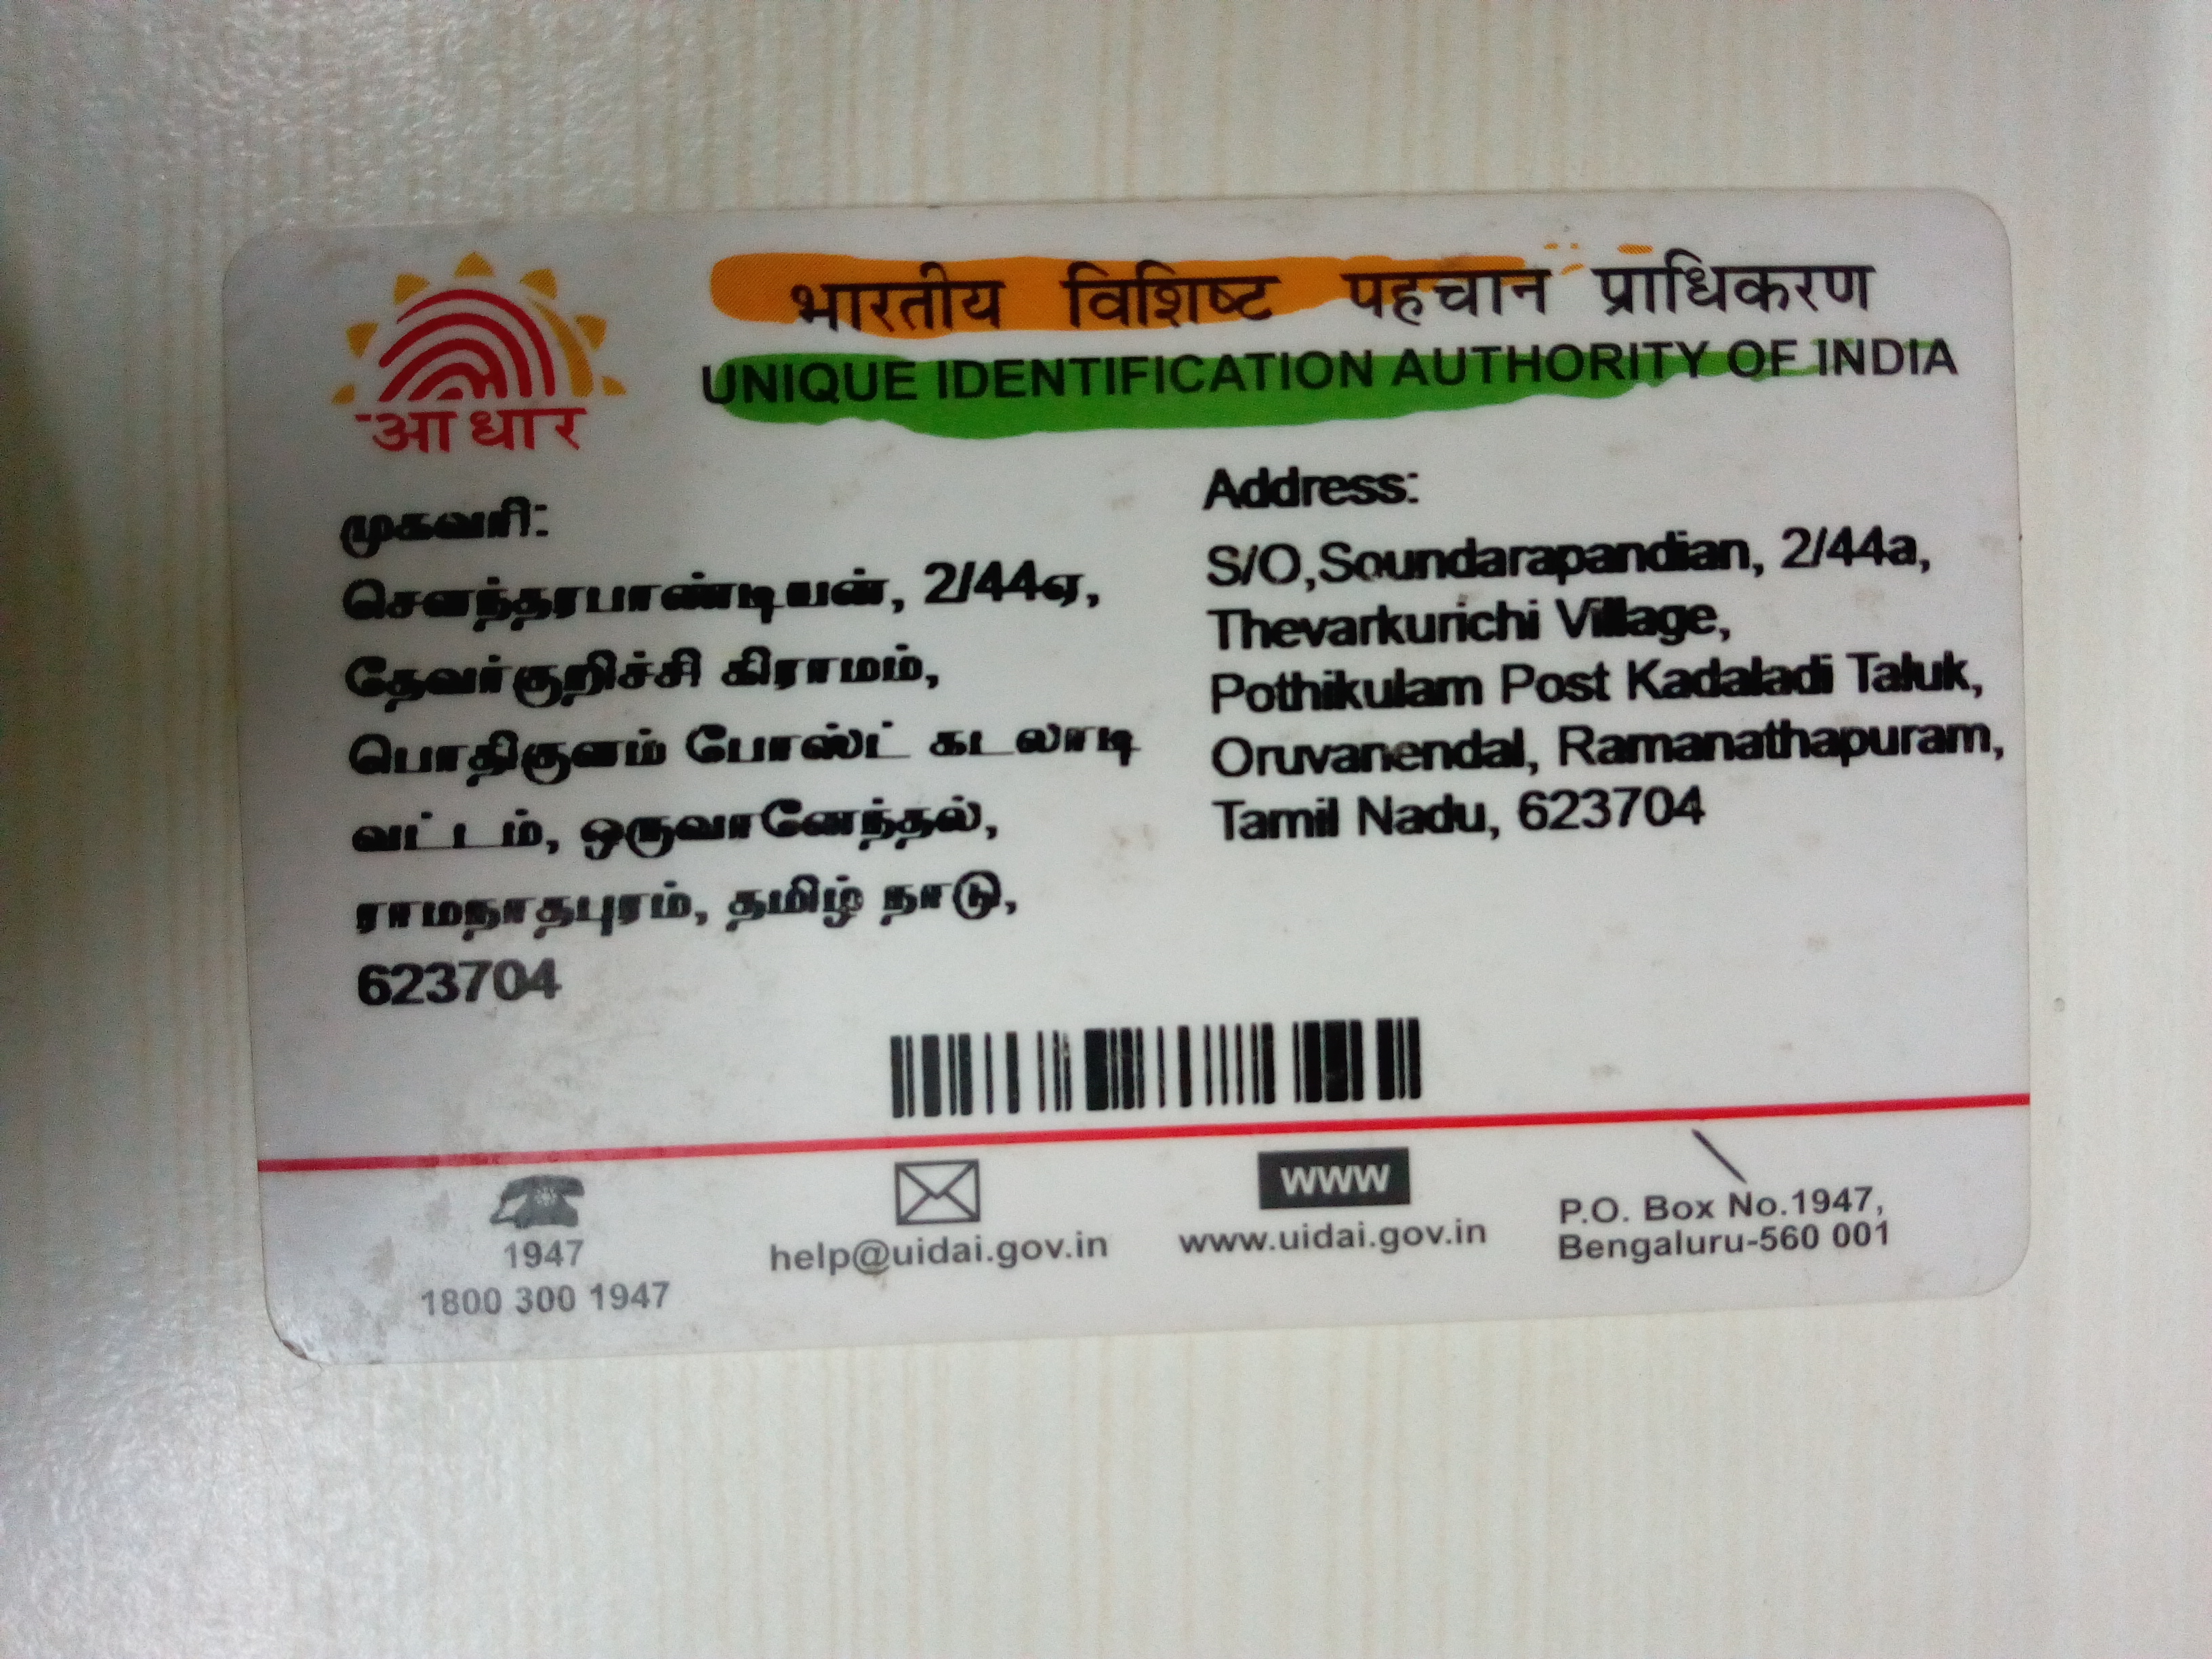 भारतीय विशिष्ट पहचान प्राधिकरण
UNIQUE IDENTIFICATION AUTHORITY OF INDIA
आधार
முகவரி:
சௌந்தரபாண்டியன், 2/44ஏ,
தேவர்குறிச்சி கிராமம்,
பொதிகுளம் போஸ்ட் கடலாடி
வட்டம், ஒருவானேந்தல்,
ராமநாதபுரம், தமிழ் நாடு,
623704
Address:
S/O,Soundarapandian, 2/44a,
Thevarkurichi Village,
Pothikulam Post Kadaladi Taluk,
Oruvanendal, Ramanathapuram,
Tamil Nadu, 623704
1947
1800 300 1947
help@uidai.gov.in
www
www.uidai.gov.in
P.O. Box No.1947,
Bengaluru-560 001